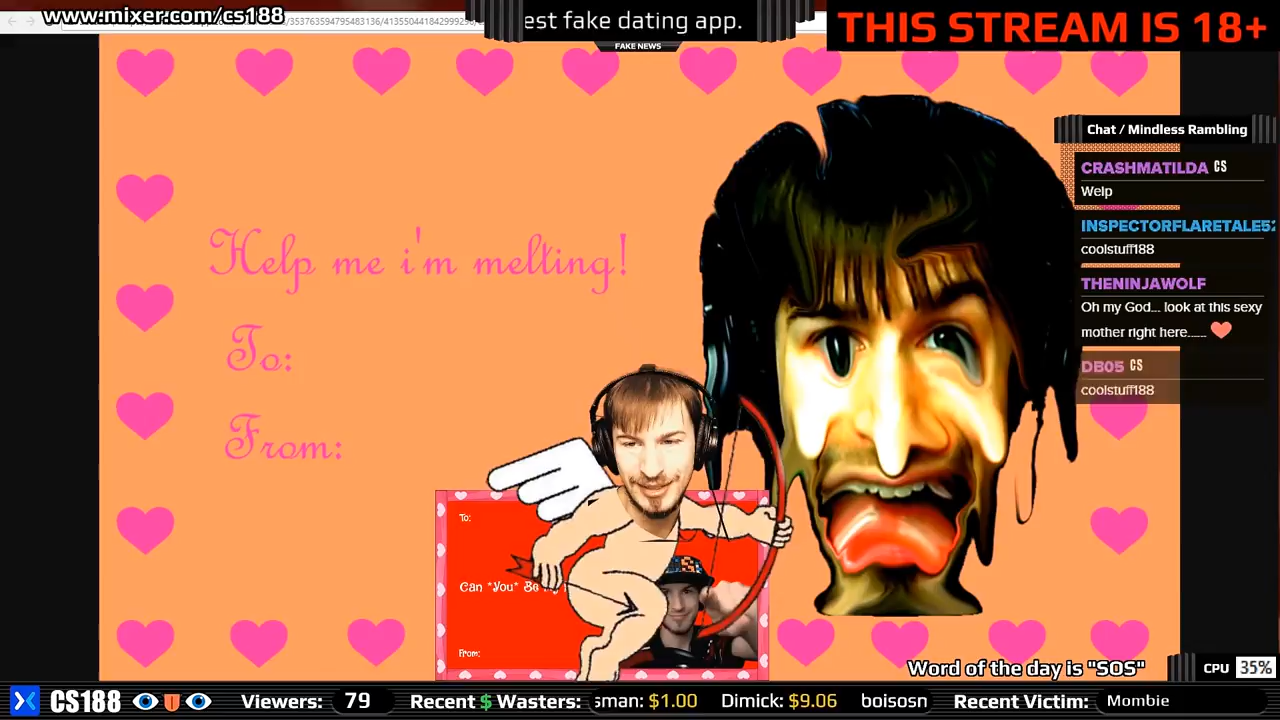 www.mixer.com/cs188
est fake dating app.
FAKE NEWS
THIS STREAM IS 18+
Chat / Mindless Rambling
CRASHMATILDA CS
Welp
INSPECTORFLARETALE52
coolstuff188
THENINJAWOLF
Oh my God... look at this sexy
mother right here......
DB05 CS
coolstuff188
Help me i'm melting!
To:
From:
To:
Can *You* Be
From:
Word of the day is "SOS"
CPU 35%
CS188 Viewers: 79 Recent $ Wasters: sman: $1.00 Dimick: $9.06 boisosn Recent Victim: Mombie